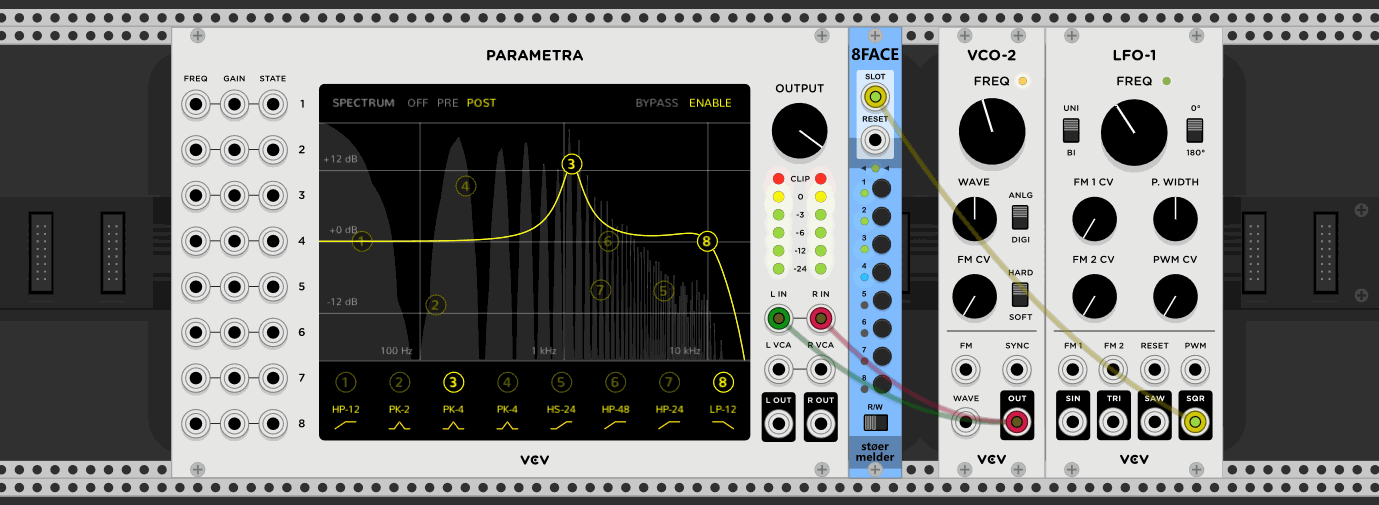 PARAMETRA
FREQ GAIN STATE
1
2
3
4
5
6
7
8
SPECTRUM OFF PRE POST BYPASS ENABLE
+12 dB
+0 dB
-12 dB
100 Hz 1 kHz 10 kHz
1
2
3
4
5
6
7
8
1 2 3 4 5 6 7 8
HP-12 PK-2 PK-4 PK-4 HS-24 HP-48 HP-24 LP-12
VCV
OUTPUT
CLIP
0
-3
-6
-12
-24
L IN R IN
L VCA R VCA
L OUT R OUT
8FACE
SLOT
RESET
1
2
3
4
5
6
7
8
R/W
støer
melder
VCO-2
FREQ
WAVE
ANLG
DIGI
FM CV
HARD
SOFT
FM SYNC
WAVE OUT
VCV
LFO-1
FREQ
UNI 0°
BI 180°
FM 1 CV P. WIDTH
FM 2 CV PWM CV
FM 1 FM 2 RESET PWM
SIN TRI SAW SQR
VCV